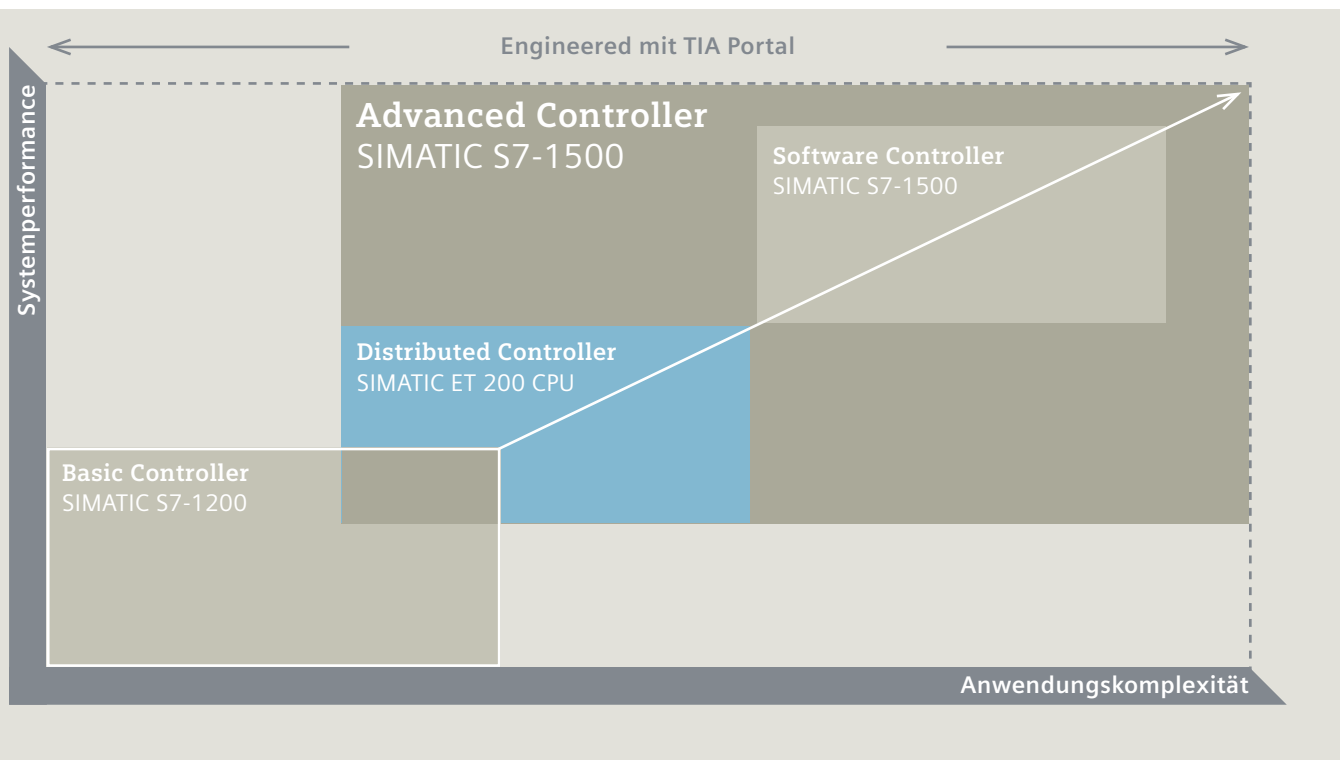 Engineered mit TIA Portal
Systemperformance
Advanced Controller
SIMATIC S7-1500
Software Controller
SIMATIC S7-1500
Distributed Controller
SIMATIC ET 200 CPU
Basic Controller
SIMATIC S7-1200
Anwendungskomplexität